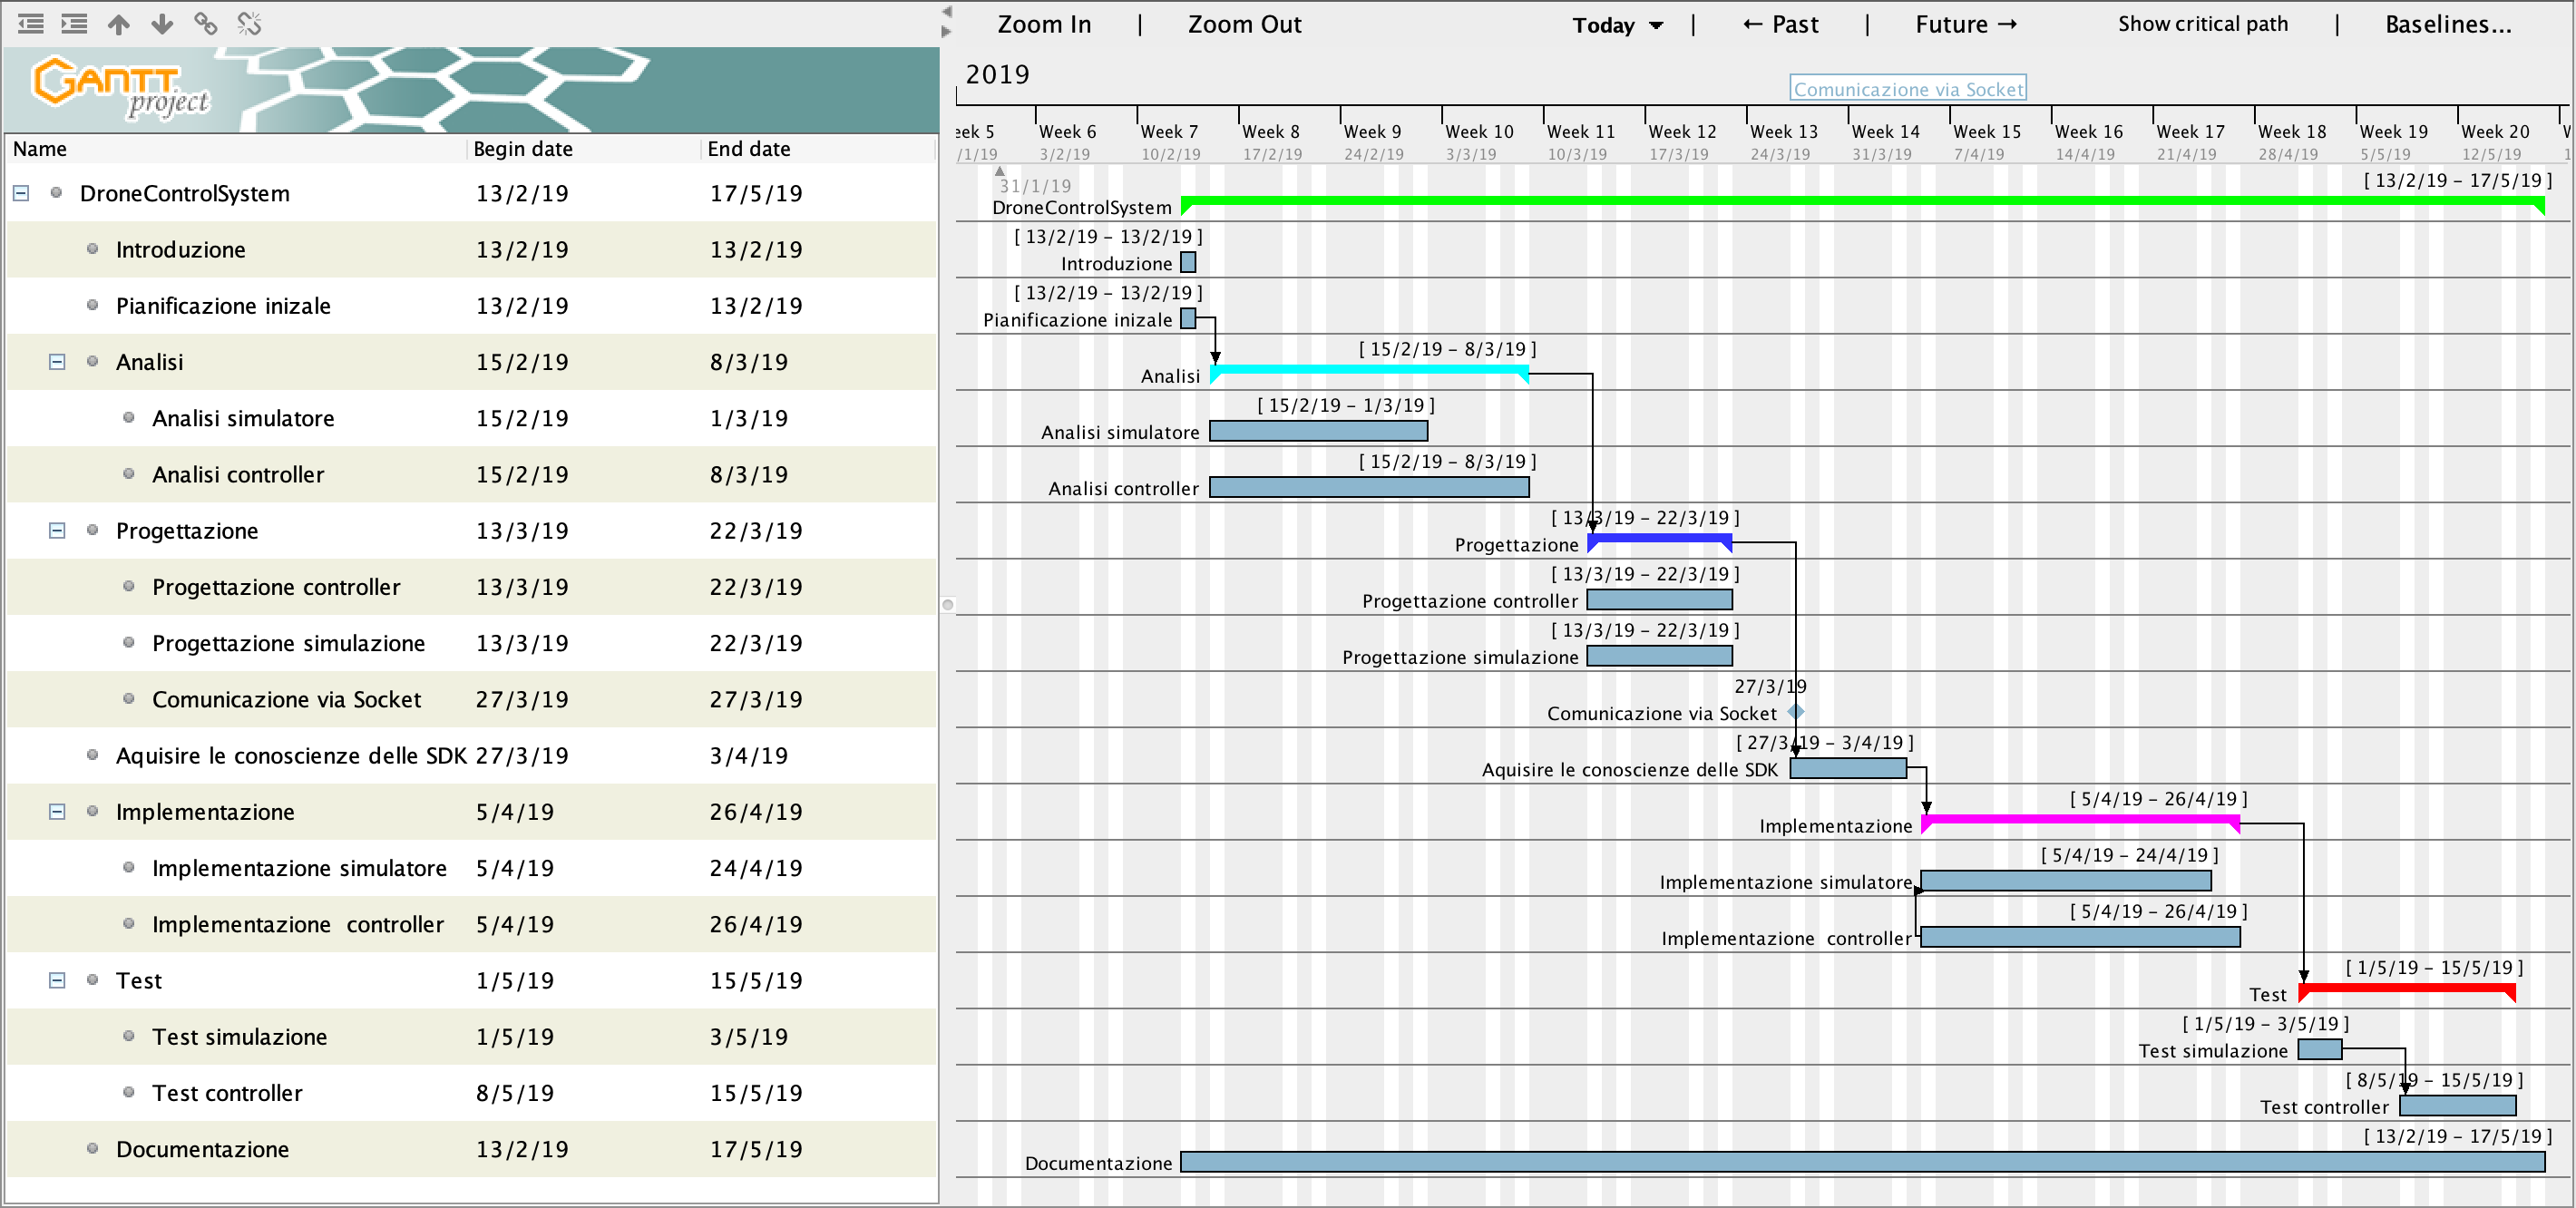 Zoom In | Zoom Out Today | ← Past | Future → Show critical path | Baselines...
GANTT project
2019
Comunicazione via Socket
eek 5 Week 6 Week 7 Week 8 Week 9 Week 10 Week 11 Week 12 Week 13 Week 14 Week 15 Week 16 Week 17 Week 18 Week 19 Week 20
/1/19 3/2/19 10/2/19 17/2/19 24/2/19 3/3/19 10/3/19 17/3/19 24/3/19 31/3/19 7/4/19 14/4/19 21/4/19 28/4/19 5/5/19 12/5/19 1
Name Begin date End date
DroneControlSystem 13/2/19 17/5/19
Introduzione 13/2/19 13/2/19
Pianificazione inizale 13/2/19 13/2/19
Analisi 15/2/19 8/3/19
Analisi simulatore 15/2/19 1/3/19
Analisi controller 15/2/19 8/3/19
Progettazione 13/3/19 22/3/19
Progettazione controller 13/3/19 22/3/19
Progettazione simulazione 13/3/19 22/3/19
Comunicazione via Socket 27/3/19 27/3/19
Aquisire le conoscienze delle SDK 27/3/19 3/4/19
Implementazione 5/4/19 26/4/19
Implementazione simulatore 5/4/19 24/4/19
Implementazione  controller 5/4/19 26/4/19
Test 1/5/19 15/5/19
Test simulazione 1/5/19 3/5/19
Test controller 8/5/19 15/5/19
Documentazione 13/2/19 17/5/19
31/1/19
[ 13/2/19 - 17/5/19 ]
DroneControlSystem
[ 13/2/19 - 13/2/19 ]
Introduzione
[ 13/2/19 - 13/2/19 ]
Pianificazione inizale
[ 15/2/19 - 8/3/19 ]
Analisi
[ 15/2/19 - 1/3/19 ]
Analisi simulatore
[ 15/2/19 - 8/3/19 ]
Analisi controller
[ 13/3/19 - 22/3/19 ]
Progettazione
[ 13/3/19 - 22/3/19 ]
Progettazione controller
[ 13/3/19 - 22/3/19 ]
Progettazione simulazione
27/3/19
Comunicazione via Socket
[ 27/3/19 - 3/4/19 ]
Aquisire le conoscienze delle SDK
[ 5/4/19 - 26/4/19 ]
Implementazione
[ 5/4/19 - 24/4/19 ]
Implementazione simulatore
[ 5/4/19 - 26/4/19 ]
Implementazione  controller
[ 1/5/19 - 15/5/19 ]
Test
[ 1/5/19 - 3/5/19 ]
Test simulazione
[ 8/5/19 - 15/5/19 ]
Test controller
[ 13/2/19 - 17/5/19 ]
Documentazione